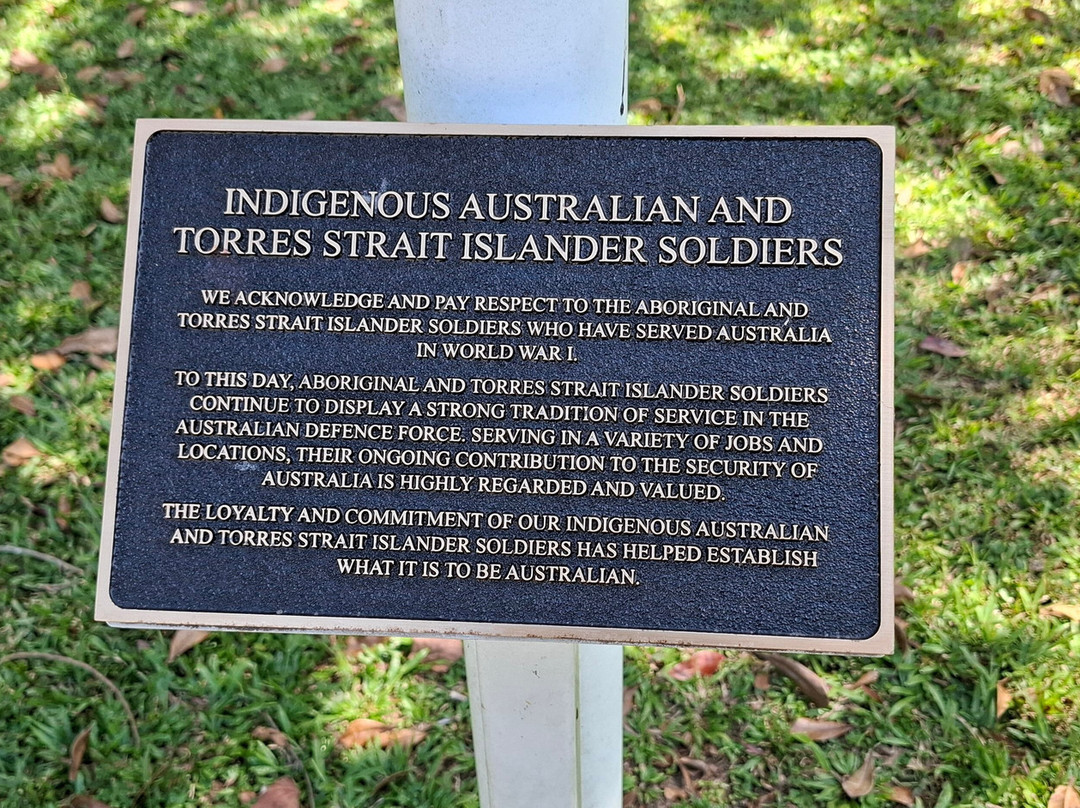 INDIGENOUS AUSTRALIAN AND
TORRES STRAIT ISLANDER SOLDIERS
WE ACKNOWLEDGE AND PAY RESPECT TO THE ABORIGINAL AND
TORRES STRAIT ISLANDER SOLDIERS WHO HAVE SERVED AUSTRALIA
IN WORLD WAR I.
TO THIS DAY, ABORIGINAL AND TORRES STRAIT ISLANDER SOLDIERS
CONTINUE TO DISPLAY A STRONG TRADITION OF SERVICE IN THE
AUSTRALIAN DEFENCE FORCE. SERVING IN A VARIETY OF JOBS AND
LOCATIONS, THEIR ONGOING CONTRIBUTION TO THE SECURITY OF
AUSTRALIA IS HIGHLY REGARDED AND VALUED.
THE LOYALTY AND COMMITMENT OF OUR INDIGENOUS AUSTRALIAN
AND TORRES STRAIT ISLANDER SOLDIERS HAS HELPED ESTABLISH
WHAT IT IS TO BE AUSTRALIAN.